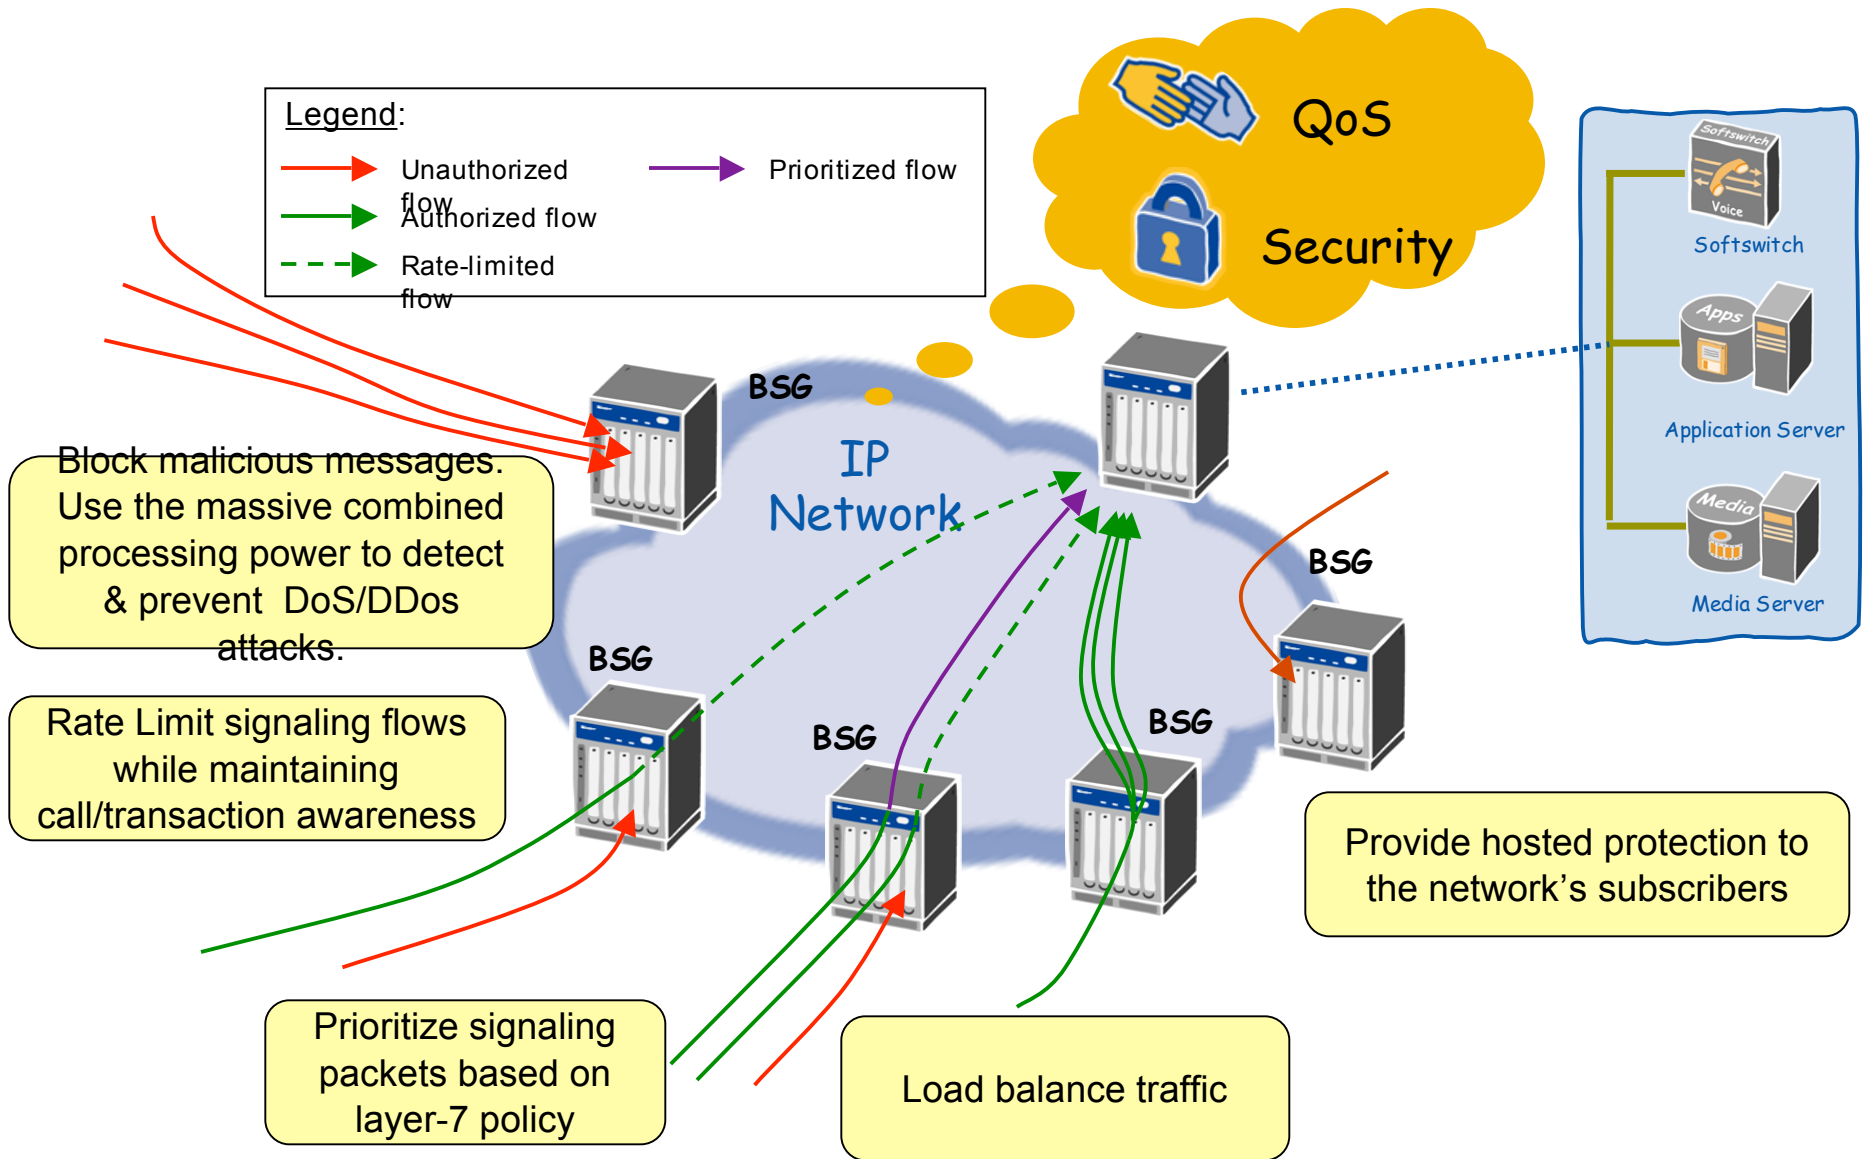 Legend:
Unauthorized
flow
Authorized flow
Rate-limited
flow
Prioritized flow
QoS
Security
Softswitch
Voice
Softswitch
Apps
Application Server
Media
Media Server
BSG
IP
Network
BSG
BSG
BSG
BSG
Block malicious messages.
Use the massive combined
processing power to detect
& prevent  DoS/DDos
attacks.
Rate Limit signaling flows
while maintaining
call/transaction awareness
Prioritize signaling
packets based on
layer-7 policy
Load balance traffic
Provide hosted protection to
the network’s subscribers